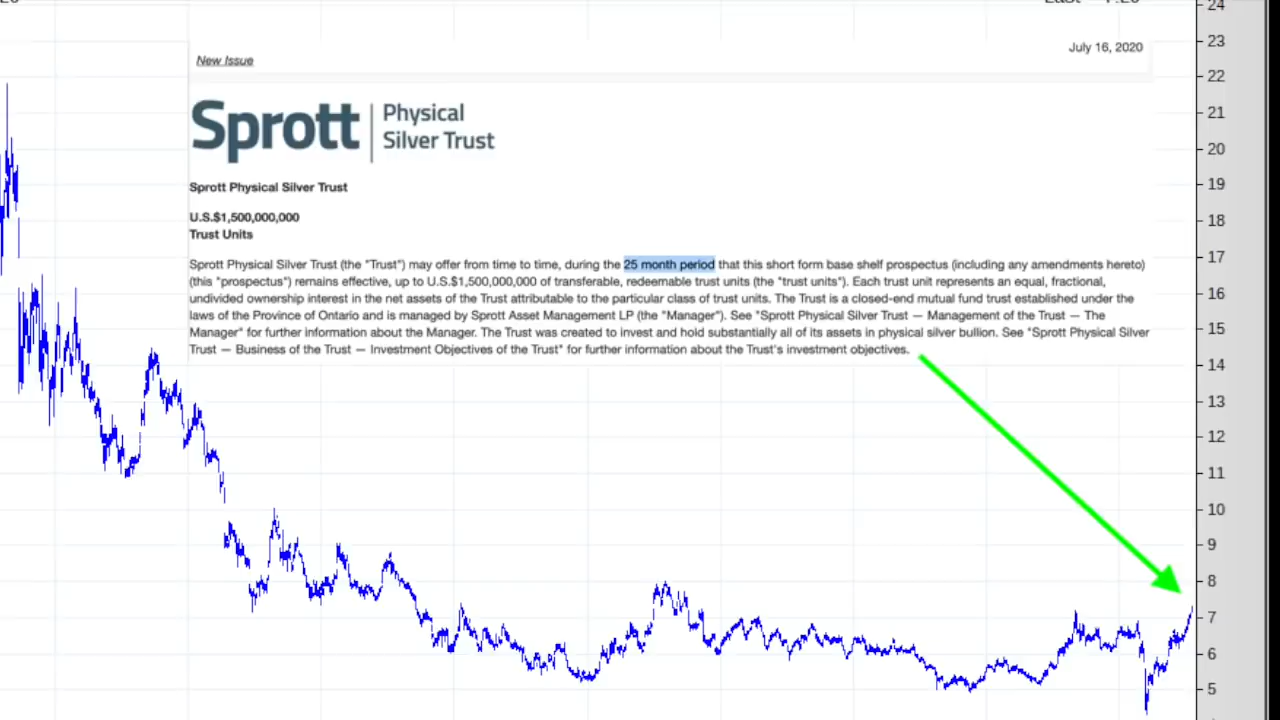 24
23
July 16, 2020
New Issue
22
Sprott | Physical
Silver Trust
21
20
Sprott Physical Silver Trust
19
U.S.$1,500,000,000
18
Trust Units
17
Sprott Physical Silver Trust (the "Trust") may offer from time to time, during the 25 month period that this short form base shelf prospectus (including any amendments hereto)
(this "prospectus") remains effective, up to U.S.$1,500,000,000 of transferable, redeemable trust units (the "trust units"). Each trust unit represents an equal, fractional,
undivided ownership interest in the net assets of the Trust attributable to the particular class of trust units. The Trust is a closed-end mutual fund trust established under the
16
laws of the Province of Ontario and is managed by Sprott Asset Management LP (the "Manager"). See "Sprott Physical Silver Trust — Management of the Trust — The
15
Manager" for further information about the Manager. The Trust was created to invest and hold substantially all of its assets in physical silver bullion. See "Sprott Physical Silver
Trust — Business of the Trust — Investment Objectives of the Trust" for further information about the Trust's investment objectives.
14
13
12
11
10
9
8
7
6
5